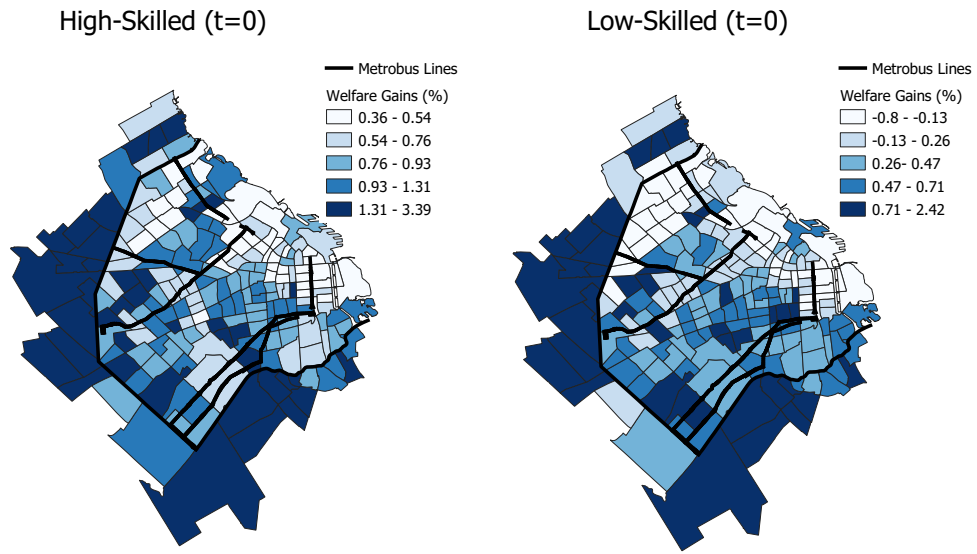 High-Skilled (t=0)
Metrobus Lines
Welfare Gains (%)
0.36 - 0.54
0.54 - 0.76
0.76 - 0.93
0.93 - 1.31
1.31 - 3.39
Low-Skilled (t=0)
Metrobus Lines
Welfare Gains (%)
-0.8 - -0.13
-0.13 - 0.26
0.26- 0.47
0.47 - 0.71
0.71 - 2.42